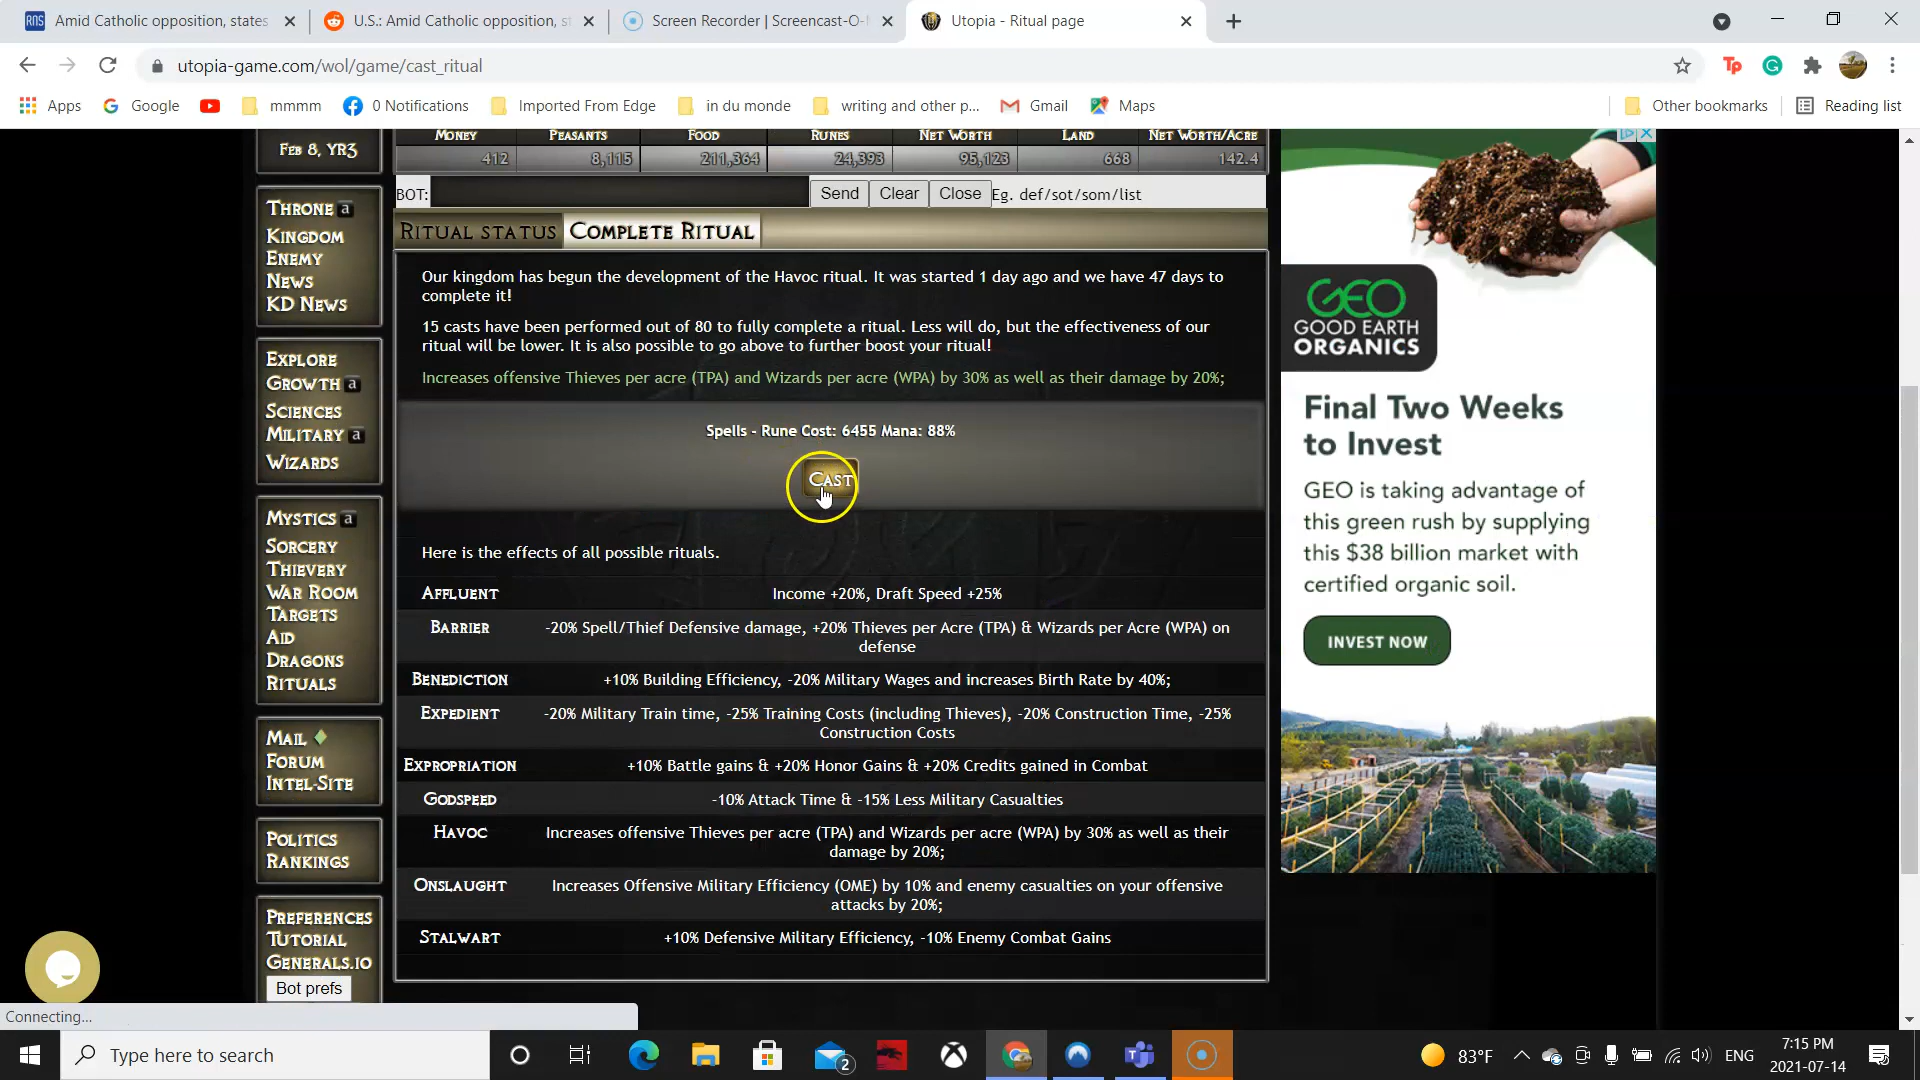 RNS Amid Catholic opposition, states
U.S.: Amid Catholic opposition, st
Screen Recorder | Screencast-O-
Utopia - Ritual page
utopia-game.com/wol/game/cast_ritual
Apps
Google
mmmm
0 Notifications
Imported From Edge
in du monde
writing and other p...
Gmail
Maps
Other bookmarks
Reading list
Feb 8, YR3
Money Peasants Food Runes Net Worth Land Net Worth/Acre
412 8,115 211,364 24,393 95,123 668 142.4
BOT: Send Clear Close Eg. def/sot/som/list
Ritual status Complete Ritual
Throne a
Kingdom
Enemy
News
KD News
Explore
Growth a
Sciences
Military a
Wizards
Mystics a
Sorcery
Thievery
War Room
Targets
Aid
Dragons
Rituals
Mail
Forum
Intel-Site
Politics
Rankings
Preferences
Tutorial
Generals.io
Bot prefs
Our kingdom has begun the development of the Havoc ritual. It was started 1 day ago and we have 47 days to
complete it!
15 casts have been performed out of 80 to fully complete a ritual. Less will do, but the effectiveness of our
ritual will be lower. It is also possible to go above to further boost your ritual!
Increases offensive Thieves per acre (TPA) and Wizards per acre (WPA) by 30% as well as their damage by 20%;
Spells - Rune Cost: 6455 Mana: 88%
Cast
Here is the effects of all possible rituals.
Affluent Income +20%, Draft Speed +25%
Barrier -20% Spell/Thief Defensive damage, +20% Thieves per Acre (TPA) & Wizards per Acre (WPA) on
defense
Benediction +10% Building Efficiency, -20% Military Wages and increases Birth Rate by 40%;
Expedient -20% Military Train time, -25% Training Costs (including Thieves), -20% Construction Time, -25%
Construction Costs
Expropriation +10% Battle gains & +20% Honor Gains & +20% Credits gained in Combat
Godspeed -10% Attack Time & -15% Less Military Casualties
Havoc Increases offensive Thieves per acre (TPA) and Wizards per acre (WPA) by 30% as well as their
damage by 20%;
Onslaught Increases Offensive Military Efficiency (OME) by 10% and enemy casualties on your offensive
attacks by 20%;
Stalwart +10% Defensive Military Efficiency, -10% Enemy Combat Gains
GEO
GOOD EARTH
ORGANICS
Final Two Weeks
to Invest
GEO is taking advantage of
this green rush by supplying
this $38 billion market with
certified organic soil.
INVEST NOW
Connecting...
Type here to search
2
83°F
ENG
7:15 PM
2021-07-14